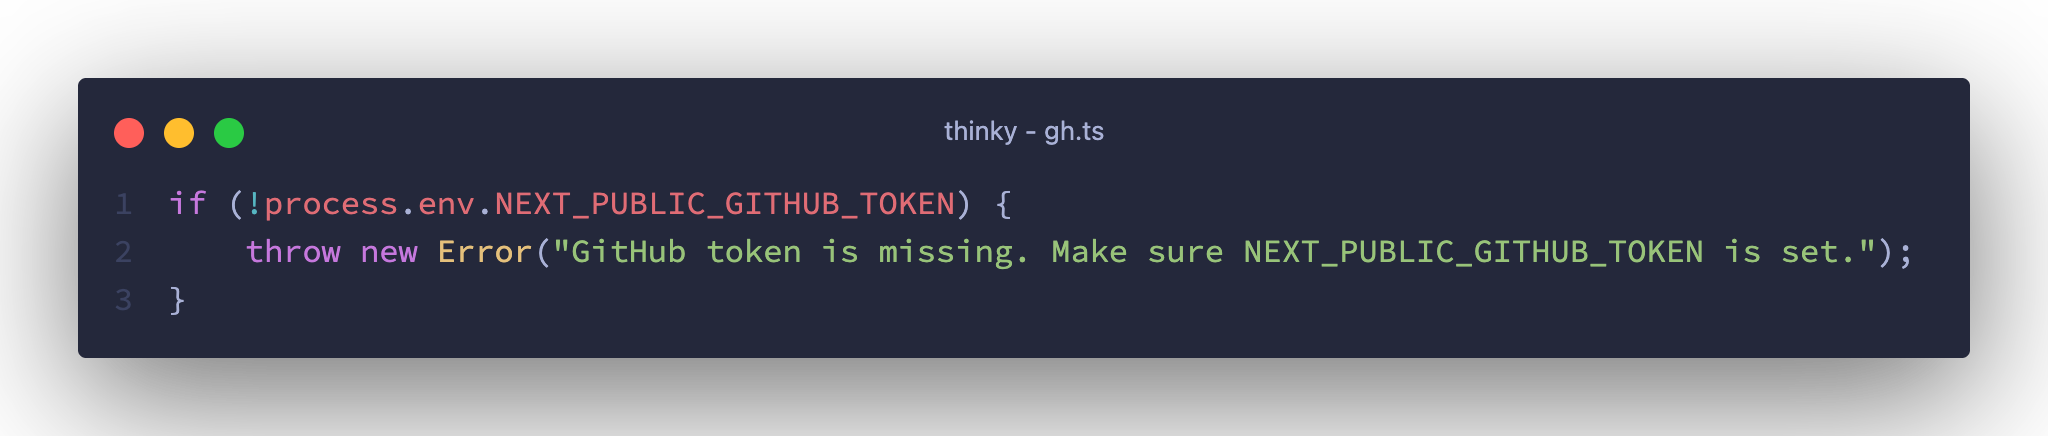 thinky - gh.ts
1 if (!process.env.NEXT_PUBLIC_GITHUB_TOKEN) {
2     throw new Error("GitHub token is missing. Make sure NEXT_PUBLIC_GITHUB_TOKEN is set.");
3 }